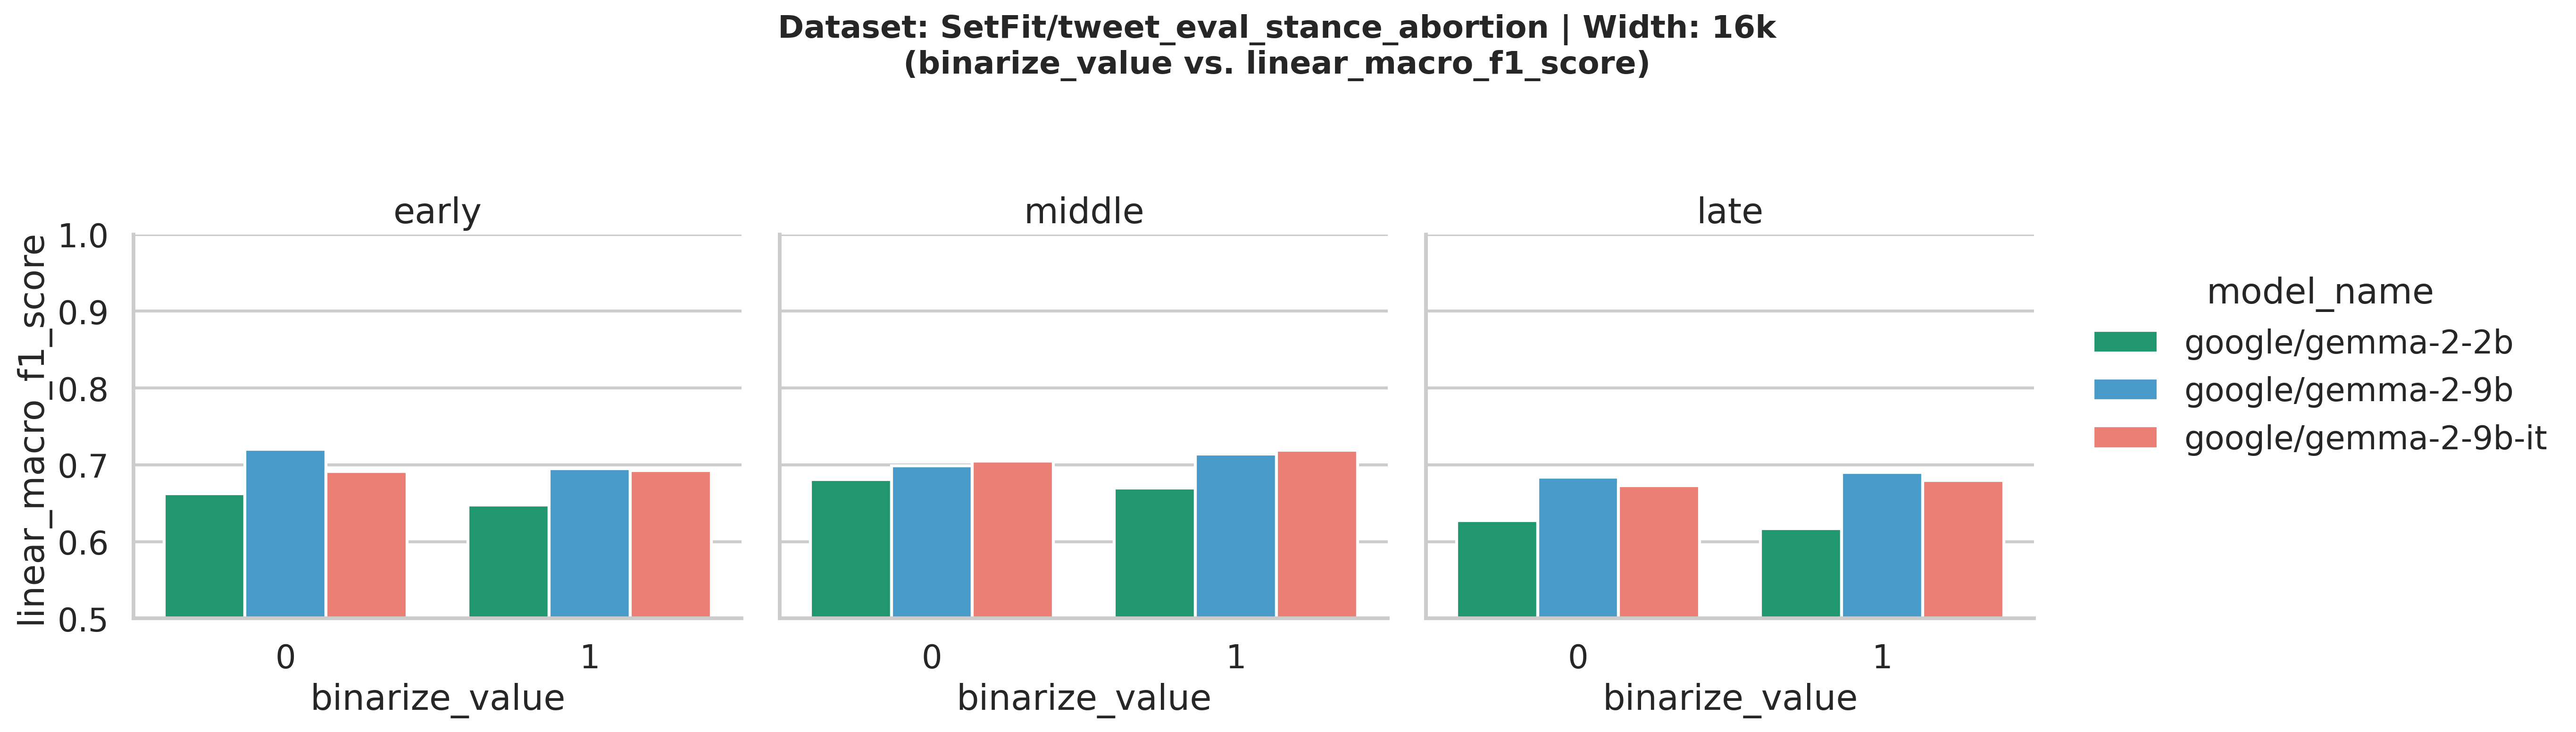 Dataset: SetFit/tweet_eval_stance_abortion | Width: 16k
(binarize_value vs. linear_macro_f1_score)
early
middle
late
linear_macro_f1_score
1.0
0.9
0.8
0.7
0.6
0.5
0
1
0
1
0
1
binarize_value
binarize_value
binarize_value
model_name
google/gemma-2-2b
google/gemma-2-9b
google/gemma-2-9b-it